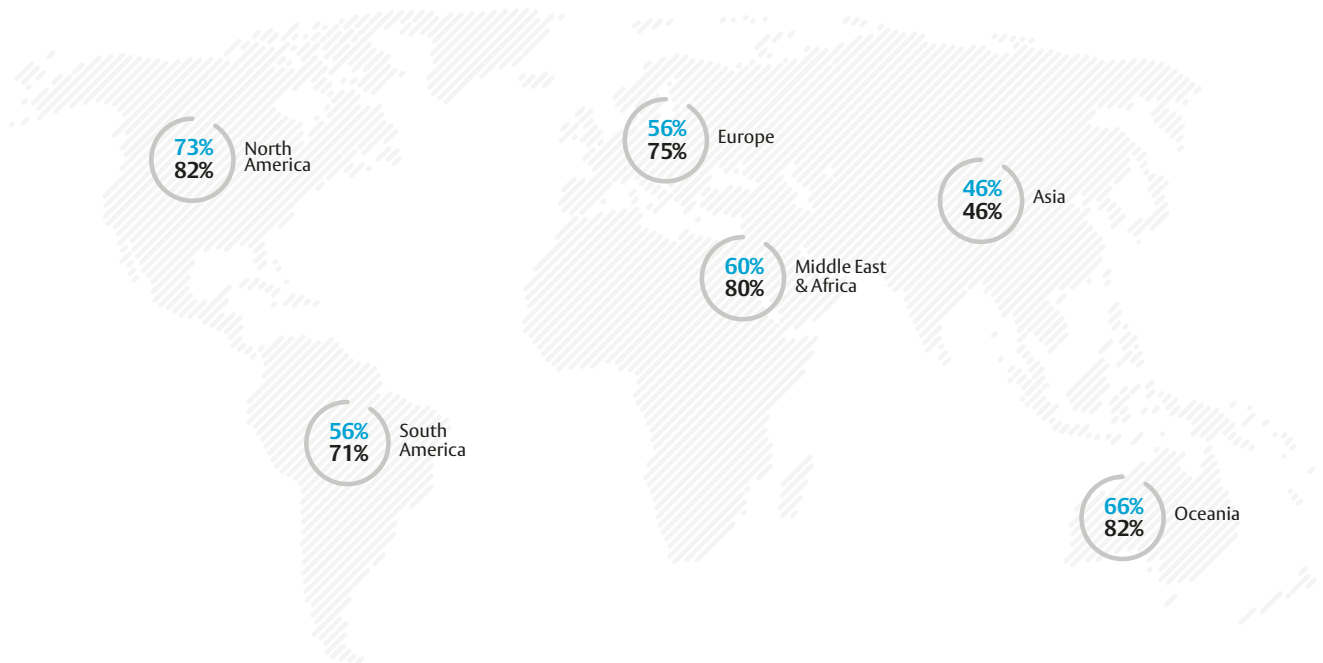 73%
82%
North
America
56%
75%
Europe
46%
46%
Asia
60%
80%
Middle East
& Africa
56%
71%
South
America
66%
82%
Oceania